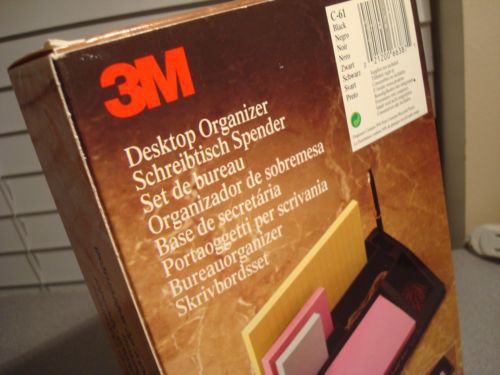 3M
Desktop Organizer
Schreibtisch Spender
Set de bureau
Organizador de sobremesa
Base de secretária
Portaoggetti per scrivania
Bureauorganizer
Skrivbordsset
C-61
Black
Negro
Noir
Nero
Zwart
Schwarz
Svart
Preto